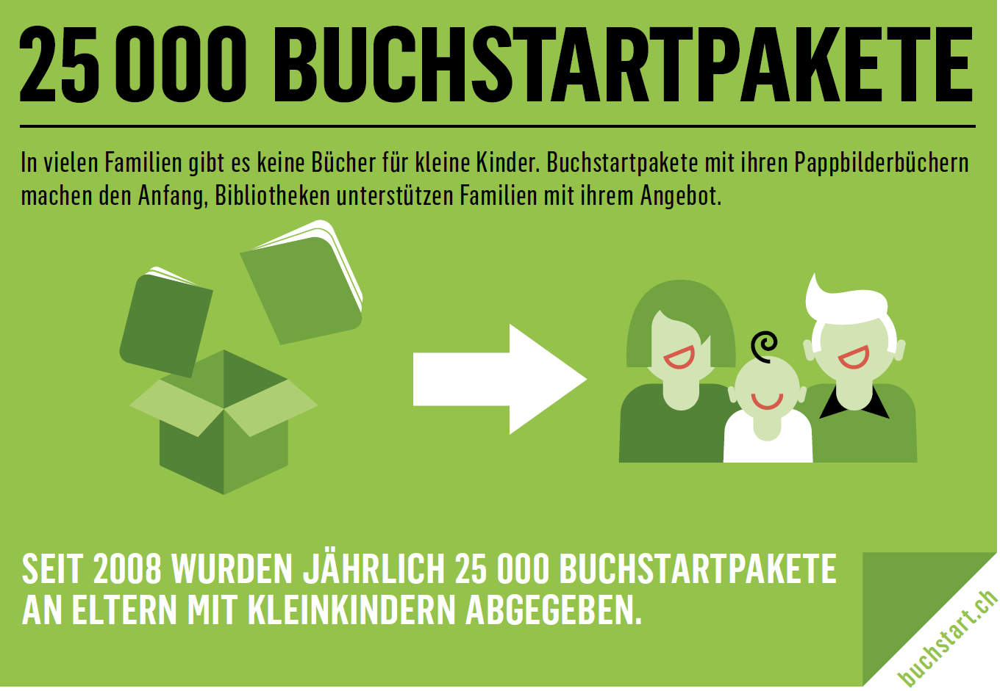 25 000 BUCHSTARTPAKETE
In vielen Familien gibt es keine Bücher für kleine Kinder. Buchstartpakete mit ihren Pappbilderbüchern
machen den Anfang, Bibliotheken unterstützen Familien mit ihrem Angebot.
SEIT 2008 WURDEN JÄHRLICH 25 000 BUCHSTARTPAKETE
AN ELTERN MIT KLEINKINDERN ABGEGEBEN.
buchstart.ch